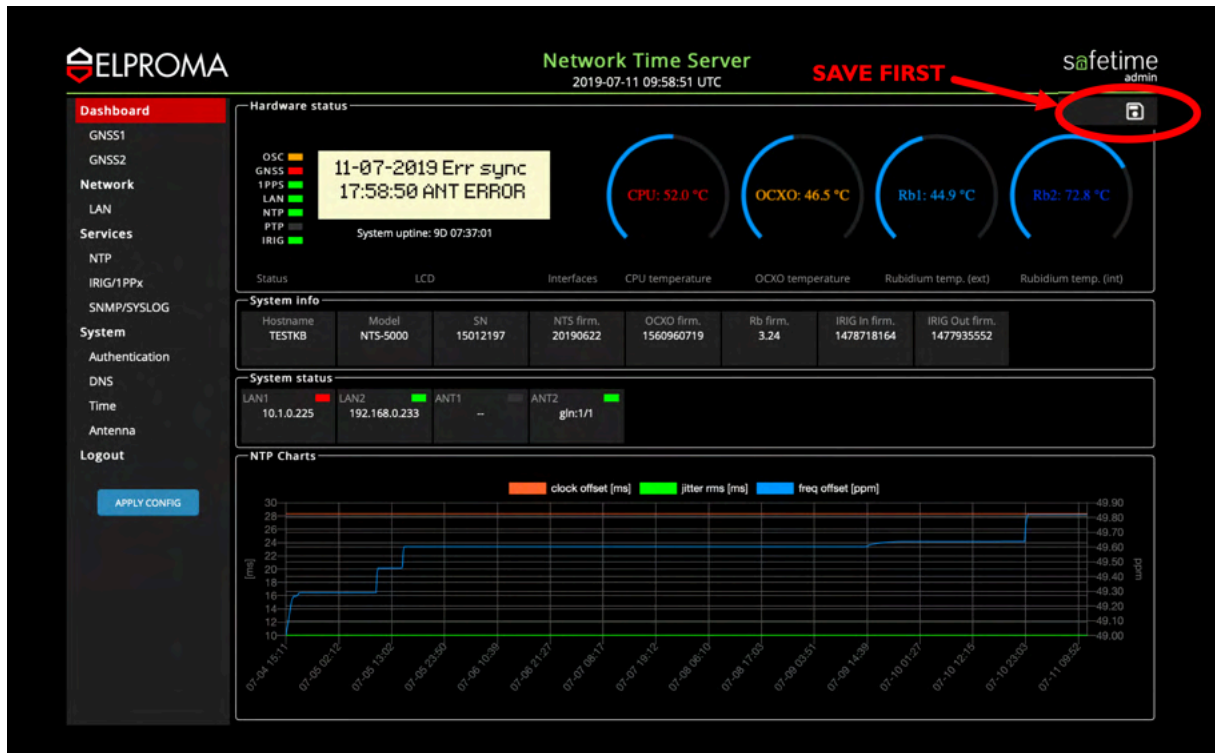 ELPROMA
Network Time Server
2019-07-11 09:58:51 UTC
SAVE FIRST
safetime
admin
Dashboard
GNSS1
GNSS2
Network
LAN
Services
NTP
IRIG/1PPx
SNMP/SYSLOG
System
Authentication
DNS
Time
Antenna
Logout
APPLY CONFIG
Hardware status
OSC
GNSS
1PPS
LAN
NTP
PTP
IRIG
11-07-2019 Err sync
17:58:50 ANT ERROR
System uptine: 9D 07:37:01
CPU: 52.0 °C
OCXO: 46.5 °C
Rb1: 44.9 °C
Rb2: 72.8 °C
Status LCD Interfaces CPU temperature OCXO temperature Rubidium temp. (ext) Rubidium temp. (int)
System info
Hostname Model SN NTS firm. OCXO firm. Rb firm. IRIG In firm. IRIG Out firm.
TESTKB NTS-5000 15012197 20190622 1560960719 3.24 1478718164 1477935552
System status
LAN1 LAN2 ANT1 ANT2
10.1.0.225 192.168.0.233 -- gln:1/1
NTP Charts
clock offset [ms] jitter rms [ms] freq offset [ppm]
30
28
26
24
22
20
18
16
14
12
10
[ms]
49.90
49.80
49.70
49.60
49.50
49.40
49.30
49.20
49.10
49.00
ppm
07-04 15:11
07-05 02:12
07-05 13:02
07-05 23:50
07-06 10:39
07-06 21:27
07-07 08:17
07-07 19:12
07-08 06:10
07-08 17:03
07-09 03:51
07-09 14:39
07-10 01:27
07-10 12:15
07-10 23:03
07-11 09:52